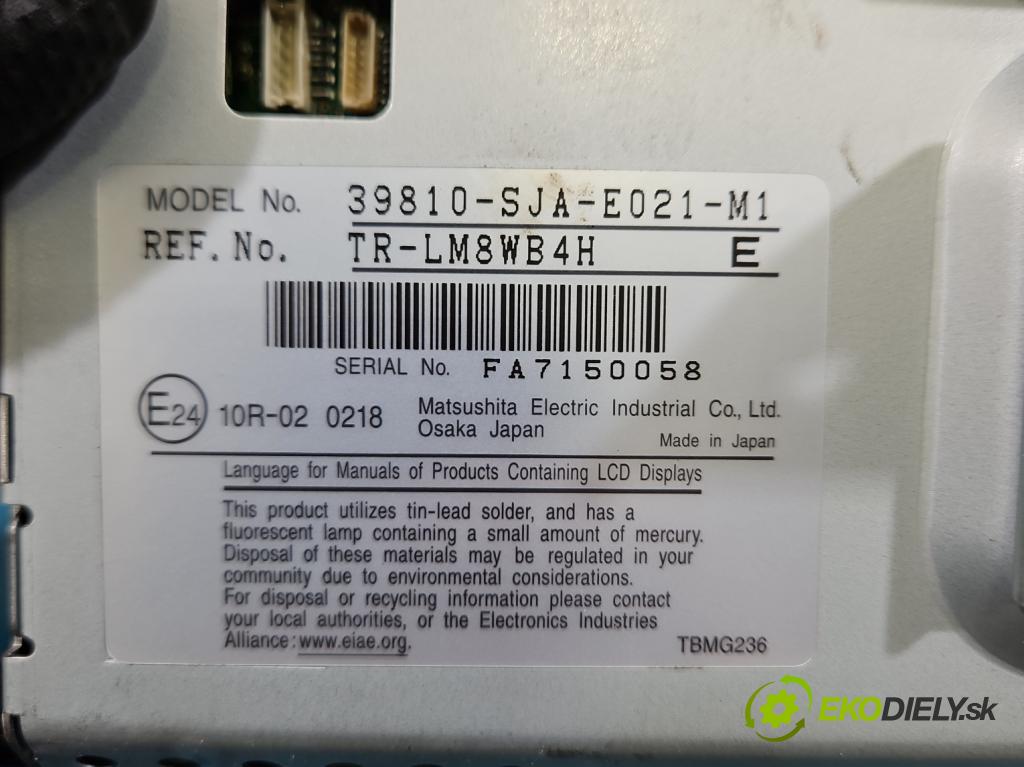 MODEL No. 39810-SJA-E021-M1
REF.No. TR-LM8WB4H E
SERIAL No. FA7150058
E24 10R-02 0218
Matsushita Electric Industrial Co., Ltd.
Osaka Japan
Made in Japan
Language for Manuals of Products Containing LCD Displays
This product utilizes tin-lead solder, and has a
fluorescent lamp containing a small amount of mercury.
Disposal of these materials may be regulated in your
community due to environmental considerations.
For disposal or recycling information please contact
your local authorities, or the Electronics Industries
Alliance: www.eiae.org.
TBMG236
EKODIELY.sk